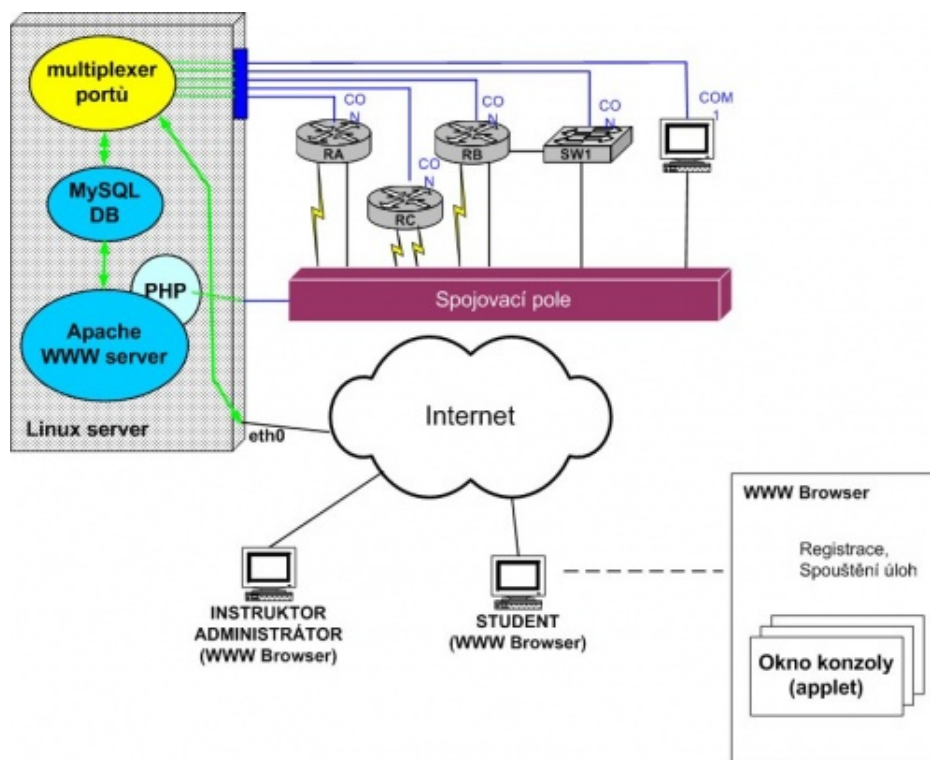 multiplexer
portù
MySQL
DB
PHP
Apache
WWW server
Linux server
eth0
CO
N
RA
CO
N
RC
CO
N
RB
CO
N
SW1
COM
1
Spojovací pole
Internet
INSTRUKTOR
ADMINISTRÁTOR
(WWW Browser)
STUDENT
(WWW Browser)
WWW Browser
Registrace,
Spouštění úloh
Okno konzoly
(applet)